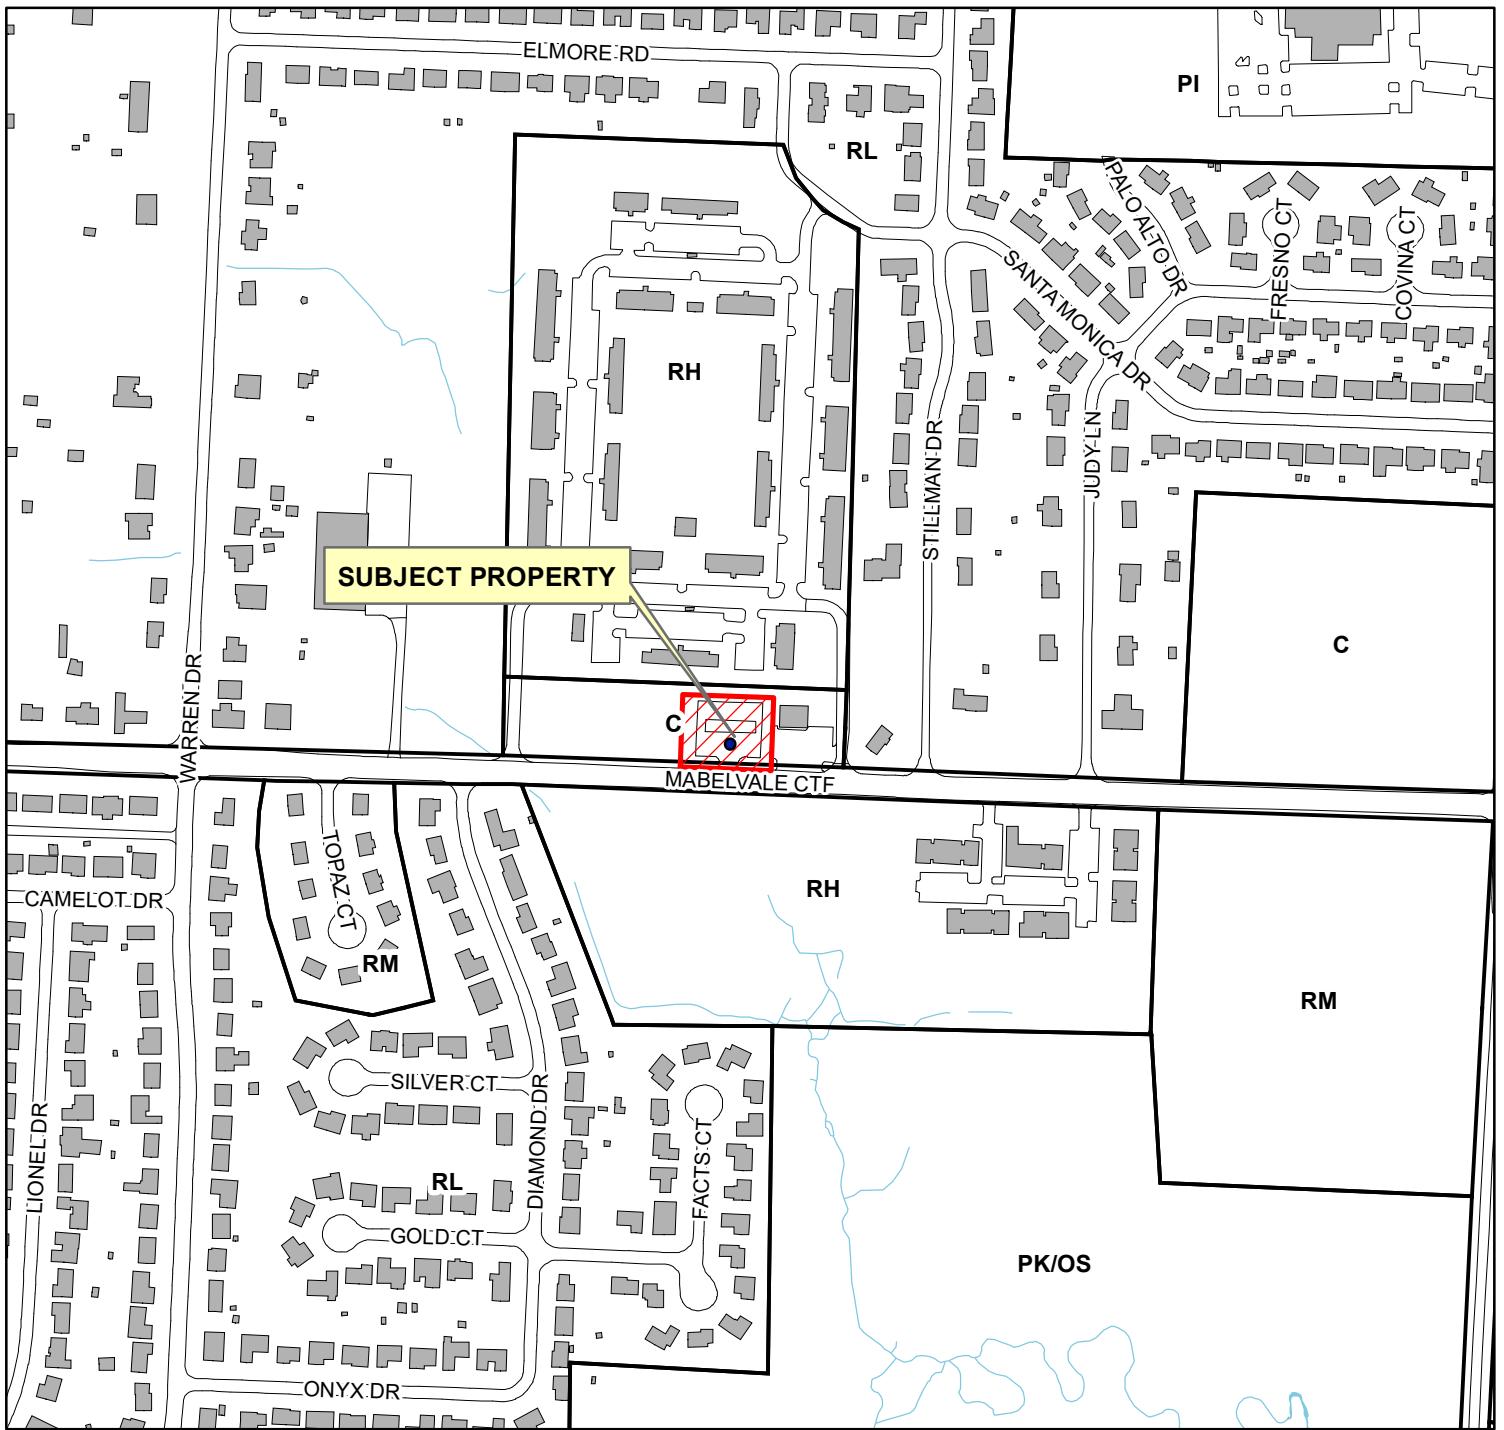 ELMORE RD
PI
RL
PALO ALTO DR
FRESNO CT
COVINA CT
SANTA MONICA DR
RH
STILLMAN DR
JUDY LN
SUBJECT PROPERTY
C
WARREN DR
C
MABELVALE CTF
TOPAZ CT
CAMELOT DR
RH
RM
RM
SILVER CT
DIAMOND DR
LIONEL DR
FACTS CT
RL
GOLD CT
PK/OS
ONYX DR